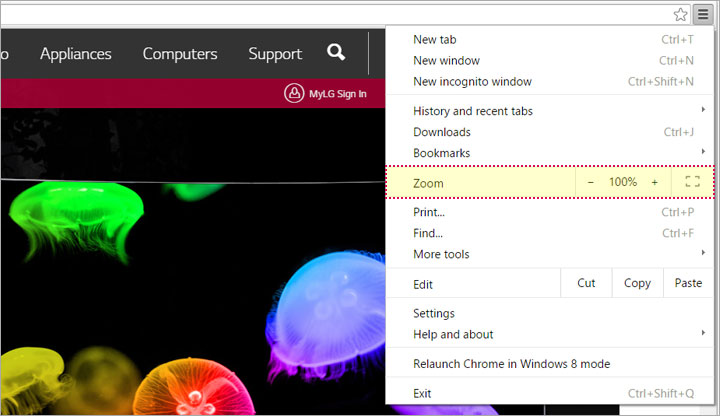 o Appliances Computers Support
MyLG Sign In
New tab Ctrl+T
New window Ctrl+N
New incognito window Ctrl+Shift+N
History and recent tabs
Downloads Ctrl+J
Bookmarks
Zoom − 100% +
Print... Ctrl+P
Find... Ctrl+F
More tools
Edit Cut Copy Paste
Settings
Help and about
Relaunch Chrome in Windows 8 mode
Exit Ctrl+Shift+Q